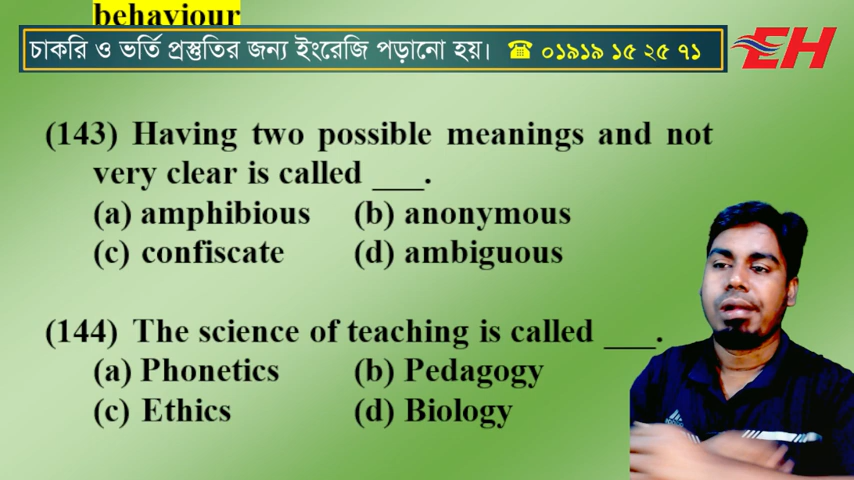 behaviour
চাকরি ও ভর্তি প্রস্তুতির জন্য ইংরেজি পড়ানো হয়। ☎ ০১৯১৯ ১৫ ২৫ ৭১
EH
(143) Having two possible meanings and not
very clear is called ___.
(a) amphibious (b) anonymous
(c) confiscate (d) ambiguous
(144) The science of teaching is called ___.
(a) Phonetics (b) Pedagogy
(c) Ethics (d) Biology